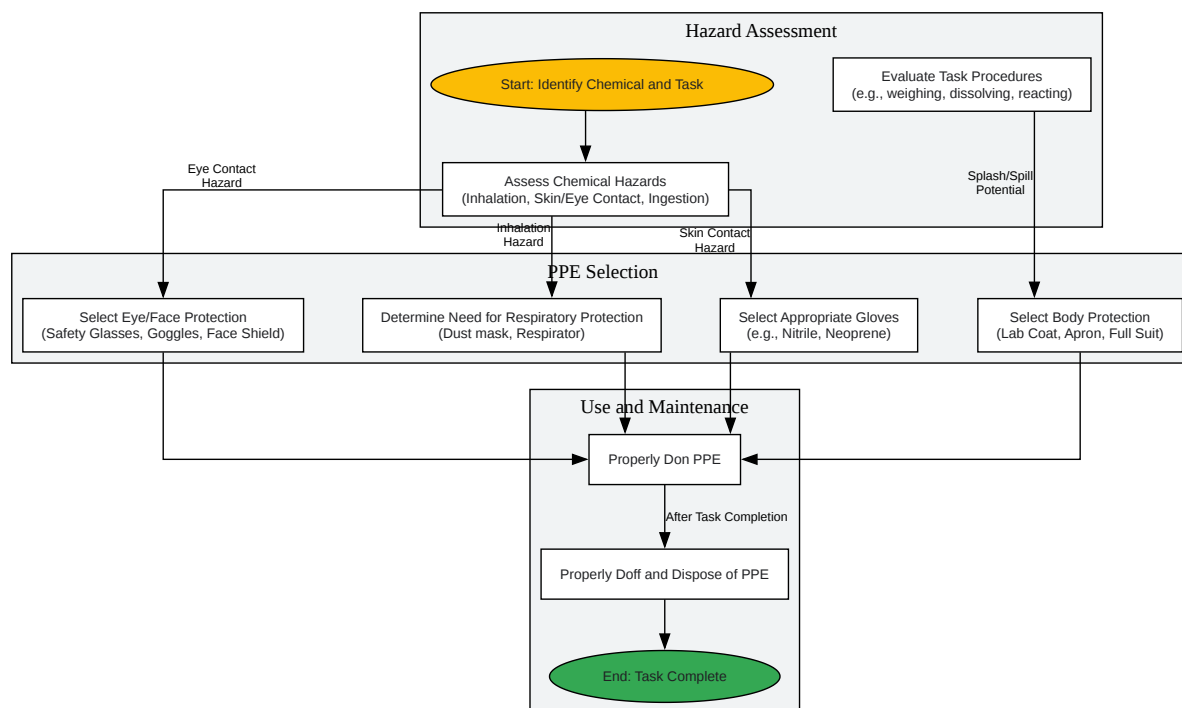 Hazard Assessment
Start: Identify Chemical and Task
Evaluate Task Procedures
(e.g., weighing, dissolving, reacting)
Eye Contact
Hazard
Assess Chemical Hazards
(Inhalation, Skin/Eye Contact, Ingestion)
Splash/Spill
Potential
Inhalation
Hazard
Skin Contact
Hazard
PPE Selection
Select Eye/Face Protection
(Safety Glasses, Goggles, Face Shield)
Determine Need for Respiratory Protection
(Dust mask, Respirator)
Select Appropriate Gloves
(e.g., Nitrile, Neoprene)
Select Body Protection
(Lab Coat, Apron, Full Suit)
Use and Maintenance
Properly Don PPE
After Task Completion
Properly Doff and Dispose of PPE
End: Task Complete